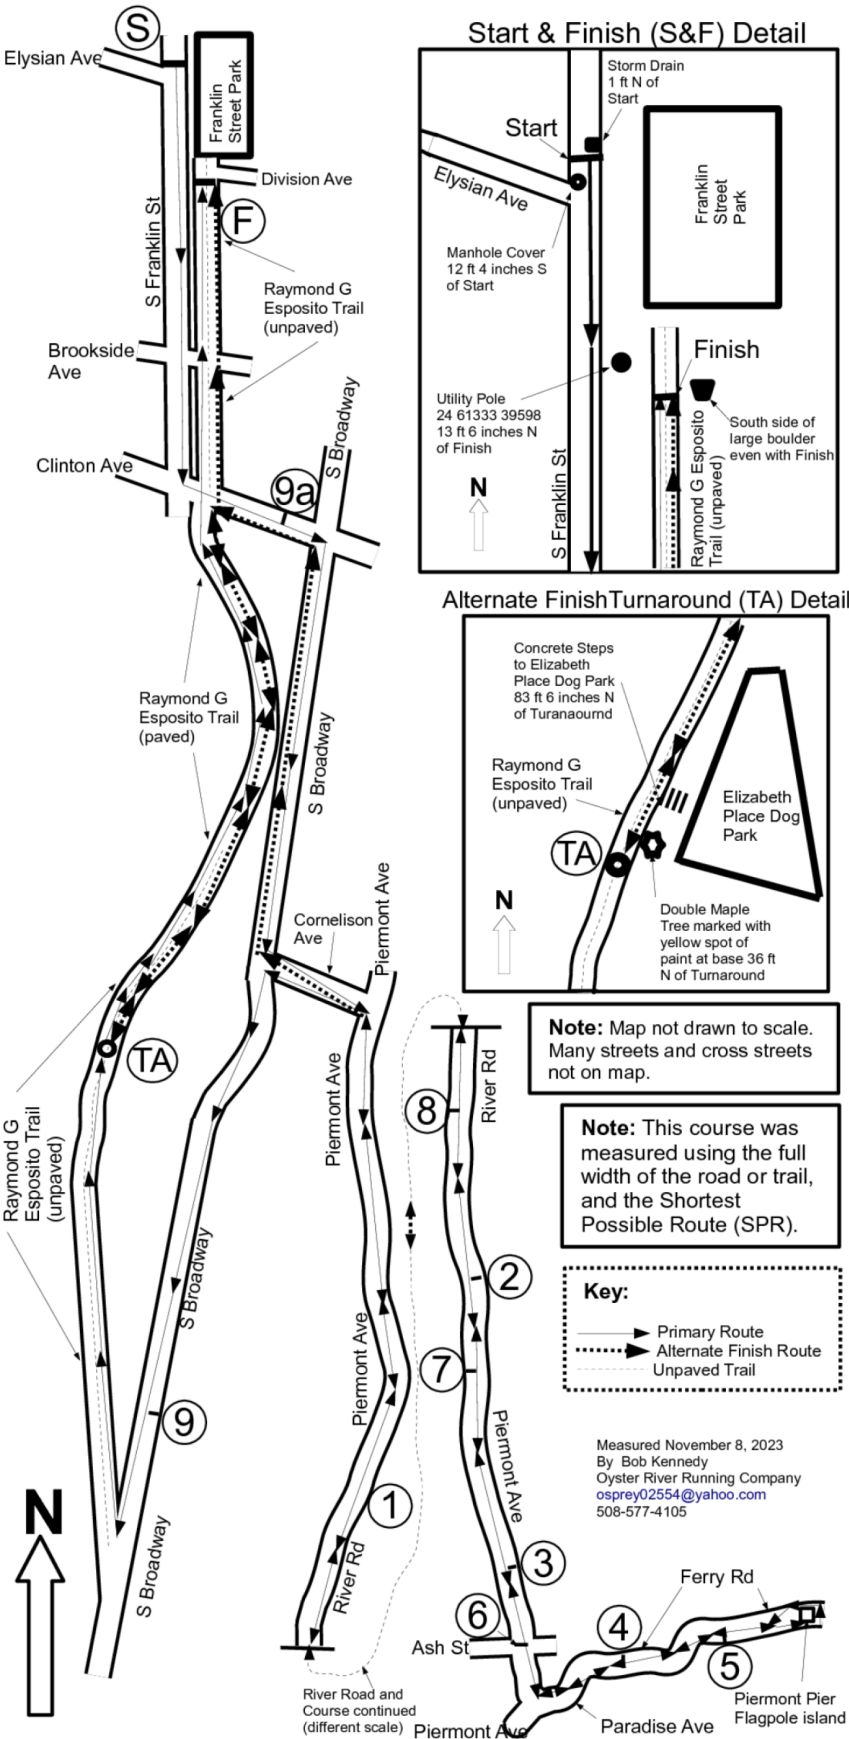 S
Elysian Ave
Franklin
Street Park
Division Ave
F
S Franklin St
Raymond G
Esposito Trail
(unpaved)
Brookside
Ave
S Broadway
Clinton Ave
9a
Raymond G
Esposito Trail
(paved)
S Broadway
Cornelison
Ave
Piermont Ave
TA
Raymond G
Esposito Trail
(unpaved)
Piermont Ave
S Broadway
Piermont Ave
9
1
N
S Broadway
River Rd
River Road and
Course continued
(different scale)
Start & Finish (S&F) Detail
Storm Drain
1 ft N of
Start
Start
Elysian Ave
Franklin
Street
Park
Manhole Cover
12 ft 4 inches S
of Start
Finish
Utility Pole
24 61333 39598
13 ft 6 inches N
of Finish
South side of
large boulder
even with Finish
N
S Franklin St
Raymond G Esposito
Trail (unpaved)
Alternate FinishTurnaround (TA) Detail
Concrete Steps
to Elizabeth
Place Dog Park
83 ft 6 inches N
of Turanaournd
Raymond G
Esposito Trail
(unpaved)
Elizabeth
Place Dog
Park
TA
N
Double Maple
Tree marked with
yellow spot of
paint at base 36 ft
N of Turnaround
Note: Map not drawn to scale.
Many streets and cross streets
not on map.
River Rd
8
Note: This course was
measured using the full
width of the road or trail,
and the Shortest
Possible Route (SPR).
2
Key:
Primary Route
Alternate Finish Route
Unpaved Trail
7
Piermont Ave
Measured November 8, 2023
By Bob Kennedy
Oyster River Running Company
osprey02554@yahoo.com
508-577-4105
3
Ferry Rd
6
4
Ash St
5
Piermont Pier
Flagpole island
Piermont Ave
Paradise Ave